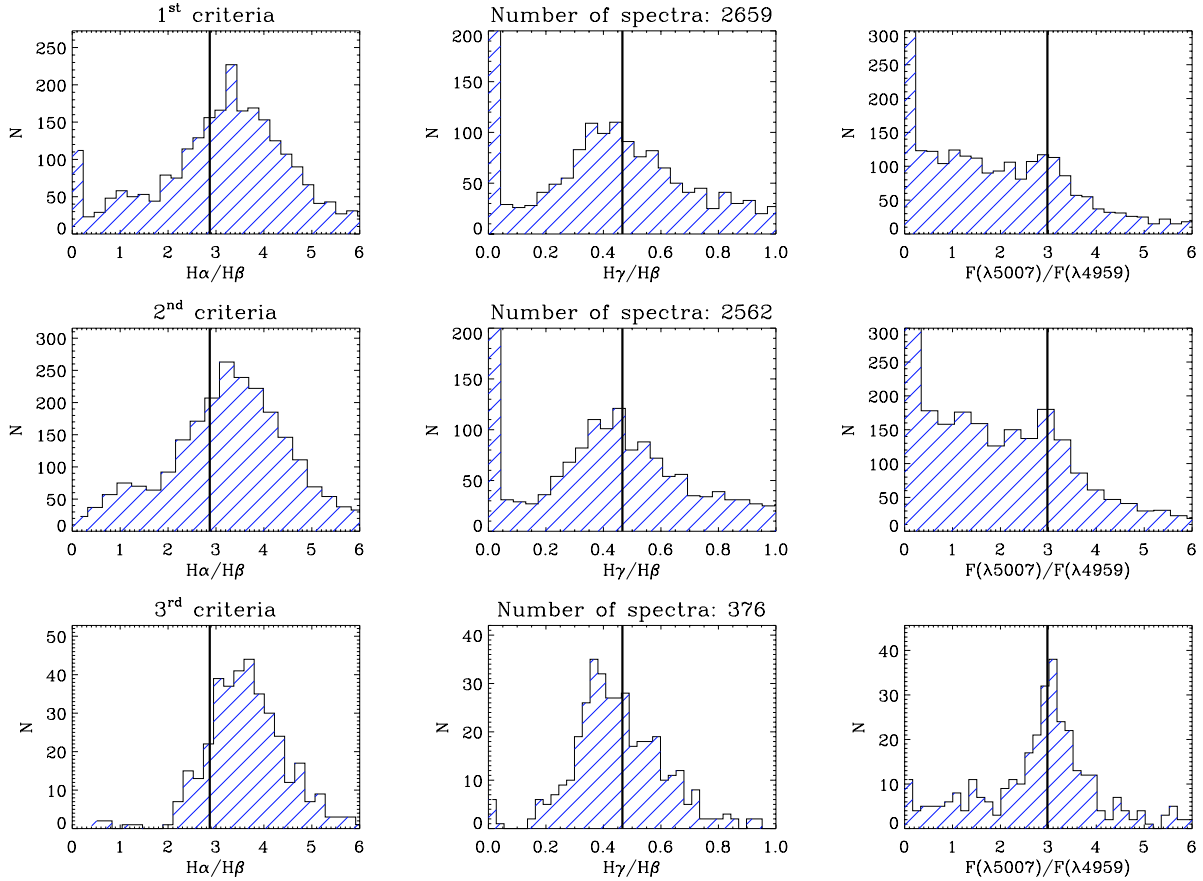 1st criteria
Number of spectra: 2659
250
200
150
100
50
0
N
0 1 2 3 4 5 6
Hα/Hβ
200
150
100
50
0
N
0.0 0.2 0.4 0.6 0.8 1.0
Hγ/Hβ
300
250
200
150
100
50
0
N
0 1 2 3 4 5 6
F(λ5007)/F(λ4959)
2nd criteria
Number of spectra: 2562
300
250
200
150
100
50
0
N
0 1 2 3 4 5 6
Hα/Hβ
200
150
100
50
0
N
0.0 0.2 0.4 0.6 0.8 1.0
Hγ/Hβ
300
250
200
150
100
50
0
N
0 1 2 3 4 5 6
F(λ5007)/F(λ4959)
3rd criteria
Number of spectra: 376
50
40
30
20
10
0
N
0 1 2 3 4 5 6
Hα/Hβ
40
30
20
10
0
N
0.0 0.2 0.4 0.6 0.8 1.0
Hγ/Hβ
40
30
20
10
0
N
0 1 2 3 4 5 6
F(λ5007)/F(λ4959)